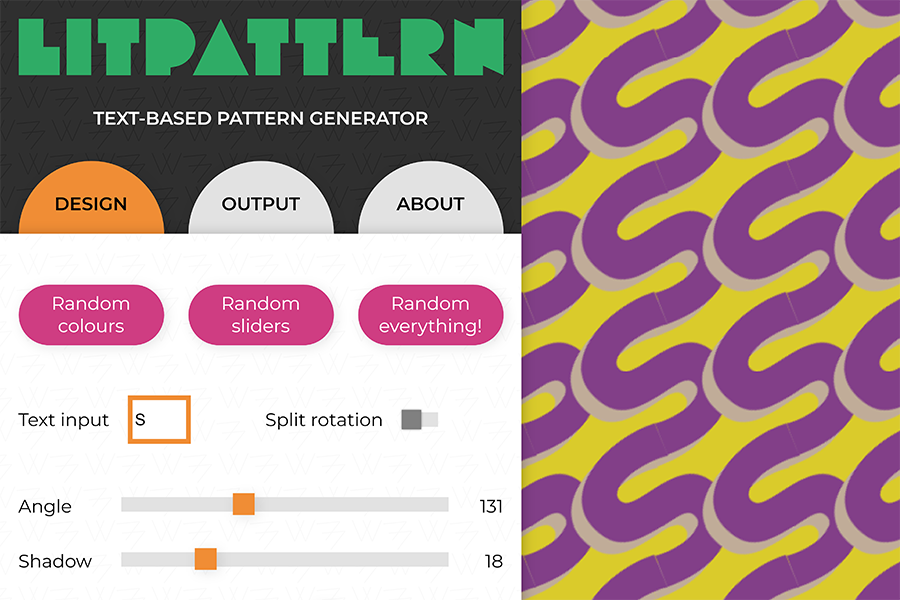 LITPATTERN
TEXT-BASED PATTERN GENERATOR
DESIGN
OUTPUT
ABOUT
Random
colours
Random
sliders
Random
everything!
Text input
S
Split rotation
Angle
131
Shadow
18